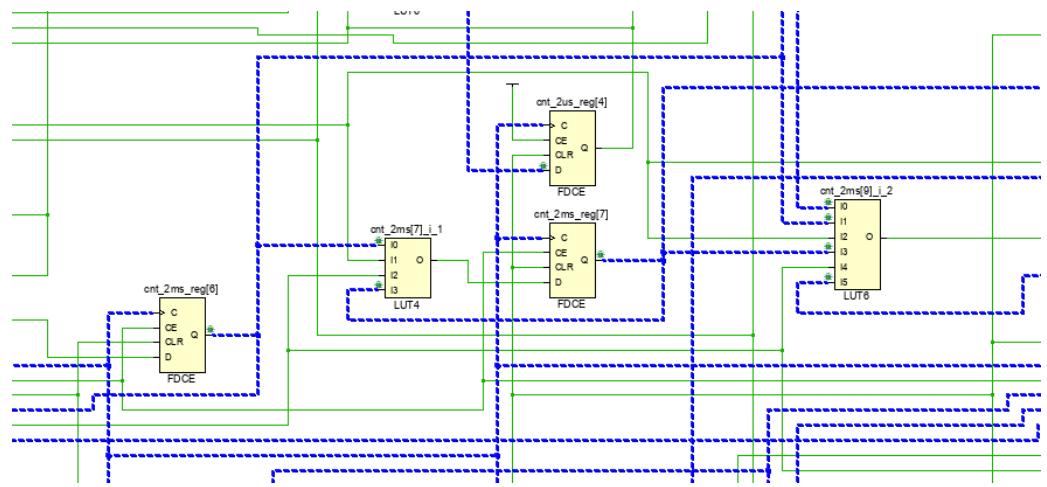 cnt_2us_reg[4]
C
CE
CLR
D
Q
FDCE
cnt_2ms[9]_i_2
I0
I1
I2
I3
I4
I5
O
LUT6
cnt_2ms_reg[7]
C
CE
CLR
D
Q
FDCE
cnt_2ms[7]_i_1
I0
I1
I2
I3
O
LUT4
cnt_2ms_reg[6]
C
CE
CLR
D
Q
FDCE